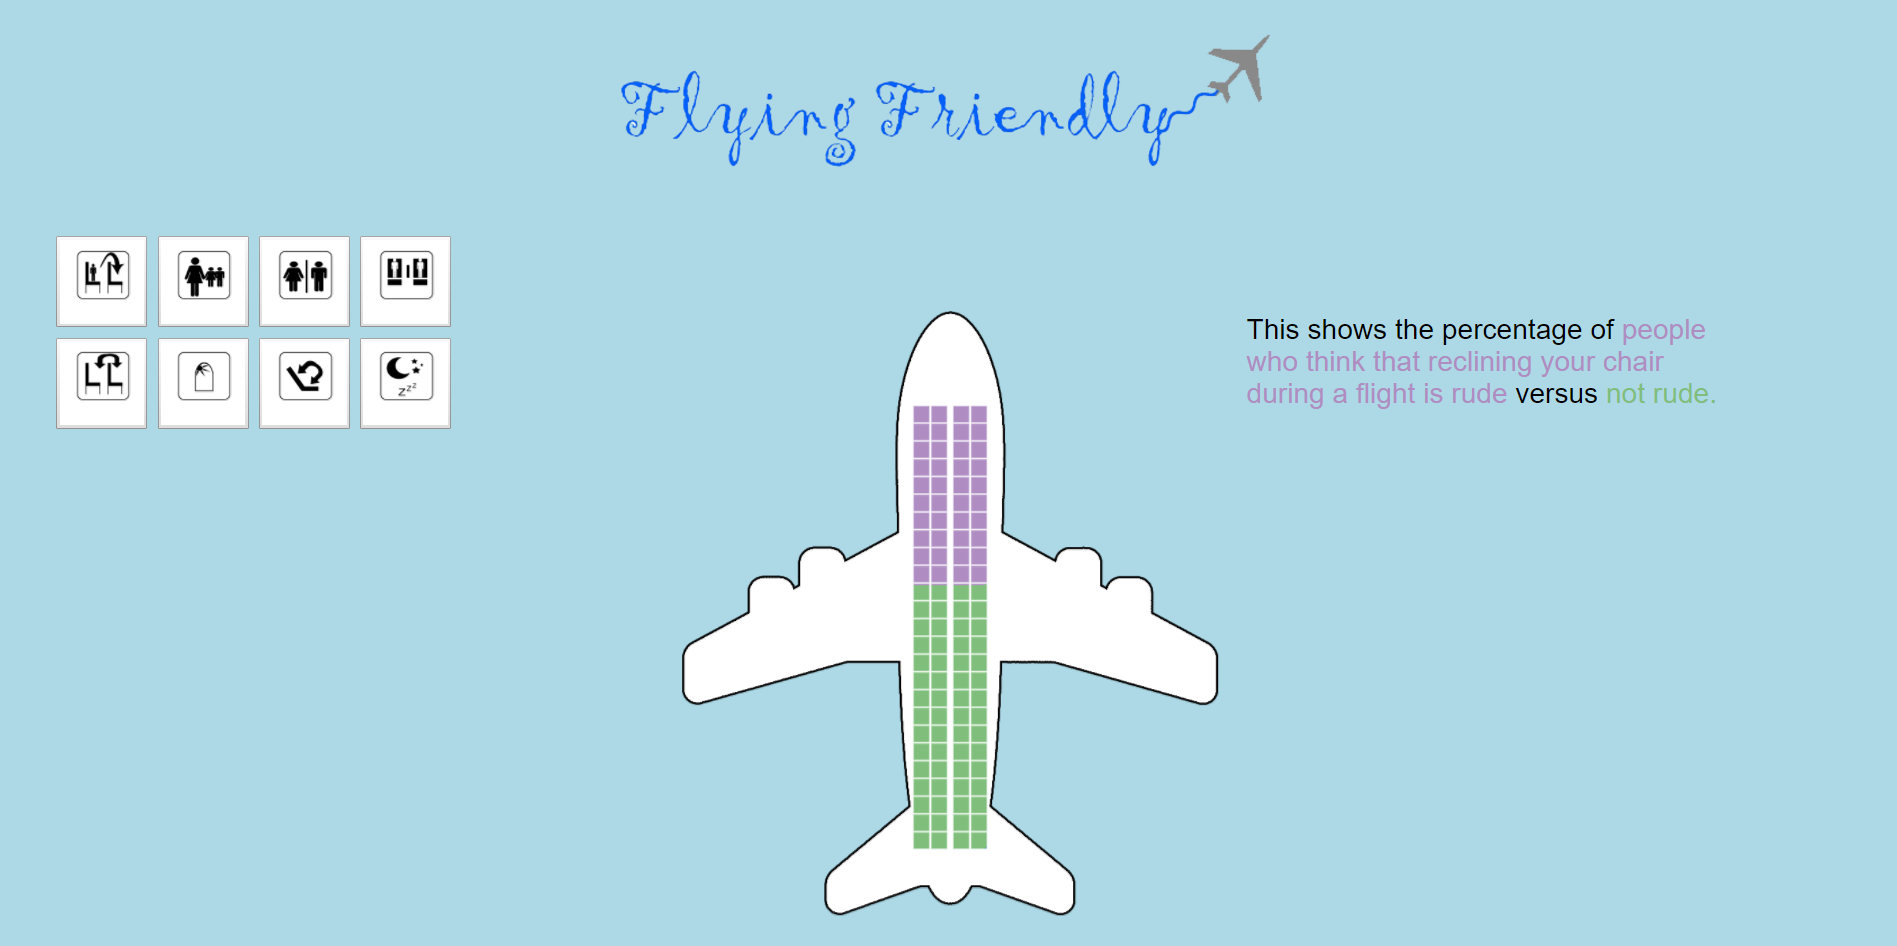 Flying Friendly
This shows the percentage of people
who think that reclining your chair
during a flight is rude versus not rude.
zzz